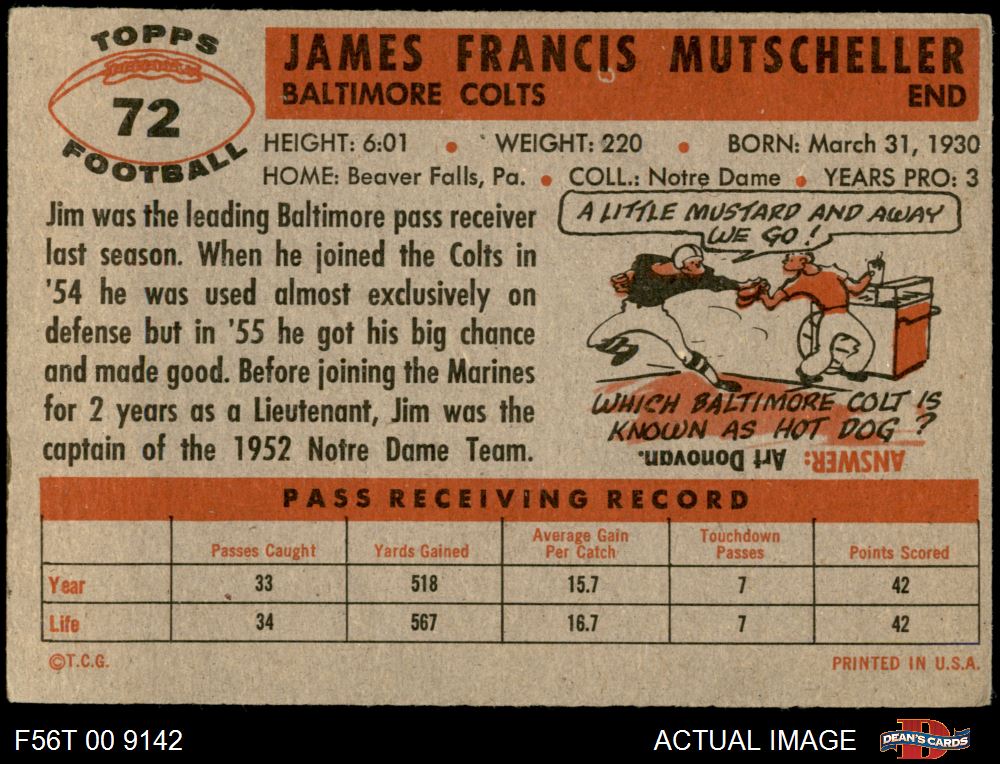 TOPPS
72
FOOTBALL
JAMES FRANCIS MUTSCHELLER
BALTIMORE COLTS END
HEIGHT: 6:01 • WEIGHT: 220 • BORN: March 31, 1930
HOME: Beaver Falls, Pa. • COLL.: Notre Dame • YEARS PRO: 3
Jim was the leading Baltimore pass receiver
last season. When he joined the Colts in
'54 he was used almost exclusively on
defense but in '55 he got his big chance
and made good. Before joining the Marines
for 2 years as a Lieutenant, Jim was the
captain of the 1952 Notre Dame Team.
A LITTLE MUSTARD AND AWAY
WE GO!
WHICH BALTIMORE COLT IS
KNOWN AS HOT DOG?
ANSWER: Art Donovan.
PASS RECEIVING RECORD
Passes Caught Yards Gained Average Gain Per Catch Touchdown Passes Points Scored
Year 33 518 15.7 7 42
Life 34 567 16.7 7 42
©T.C.G. PRINTED IN U.S.A.
F56T 00 9142 ACTUAL IMAGE D DEAN'S CARDS